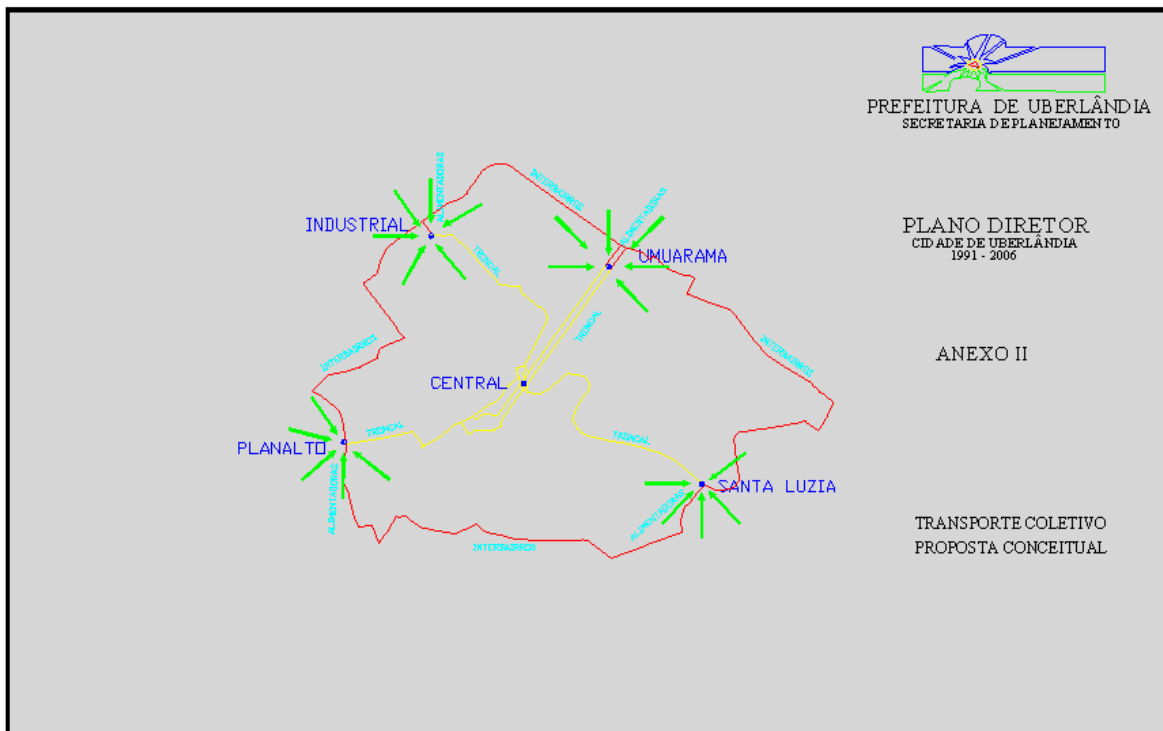 PREFEITURA DE UBERLÂNDIA
SECRETARIA DE PLANEJAMENTO
ALIMENTADORAS
INTERBAIRROS
ALIMENTADORAS
INDUSTRIAL
PLANO DIRETOR
CIDADE DE UBERLÂNDIA
1991 - 2006
TRONCAL
UMUARAMA
TRONCAL
INTERBAIRROS
INTERBAIRROS
ANEXO II
CENTRAL
TRONCAL
TRONCAL
PLANALTO
ALIMENTADORAS
SANTA LUZIA
ALIMENTADORAS
TRANSPORTE COLETIVO
PROPOSTA CONCEITUAL
INTERBAIRROS